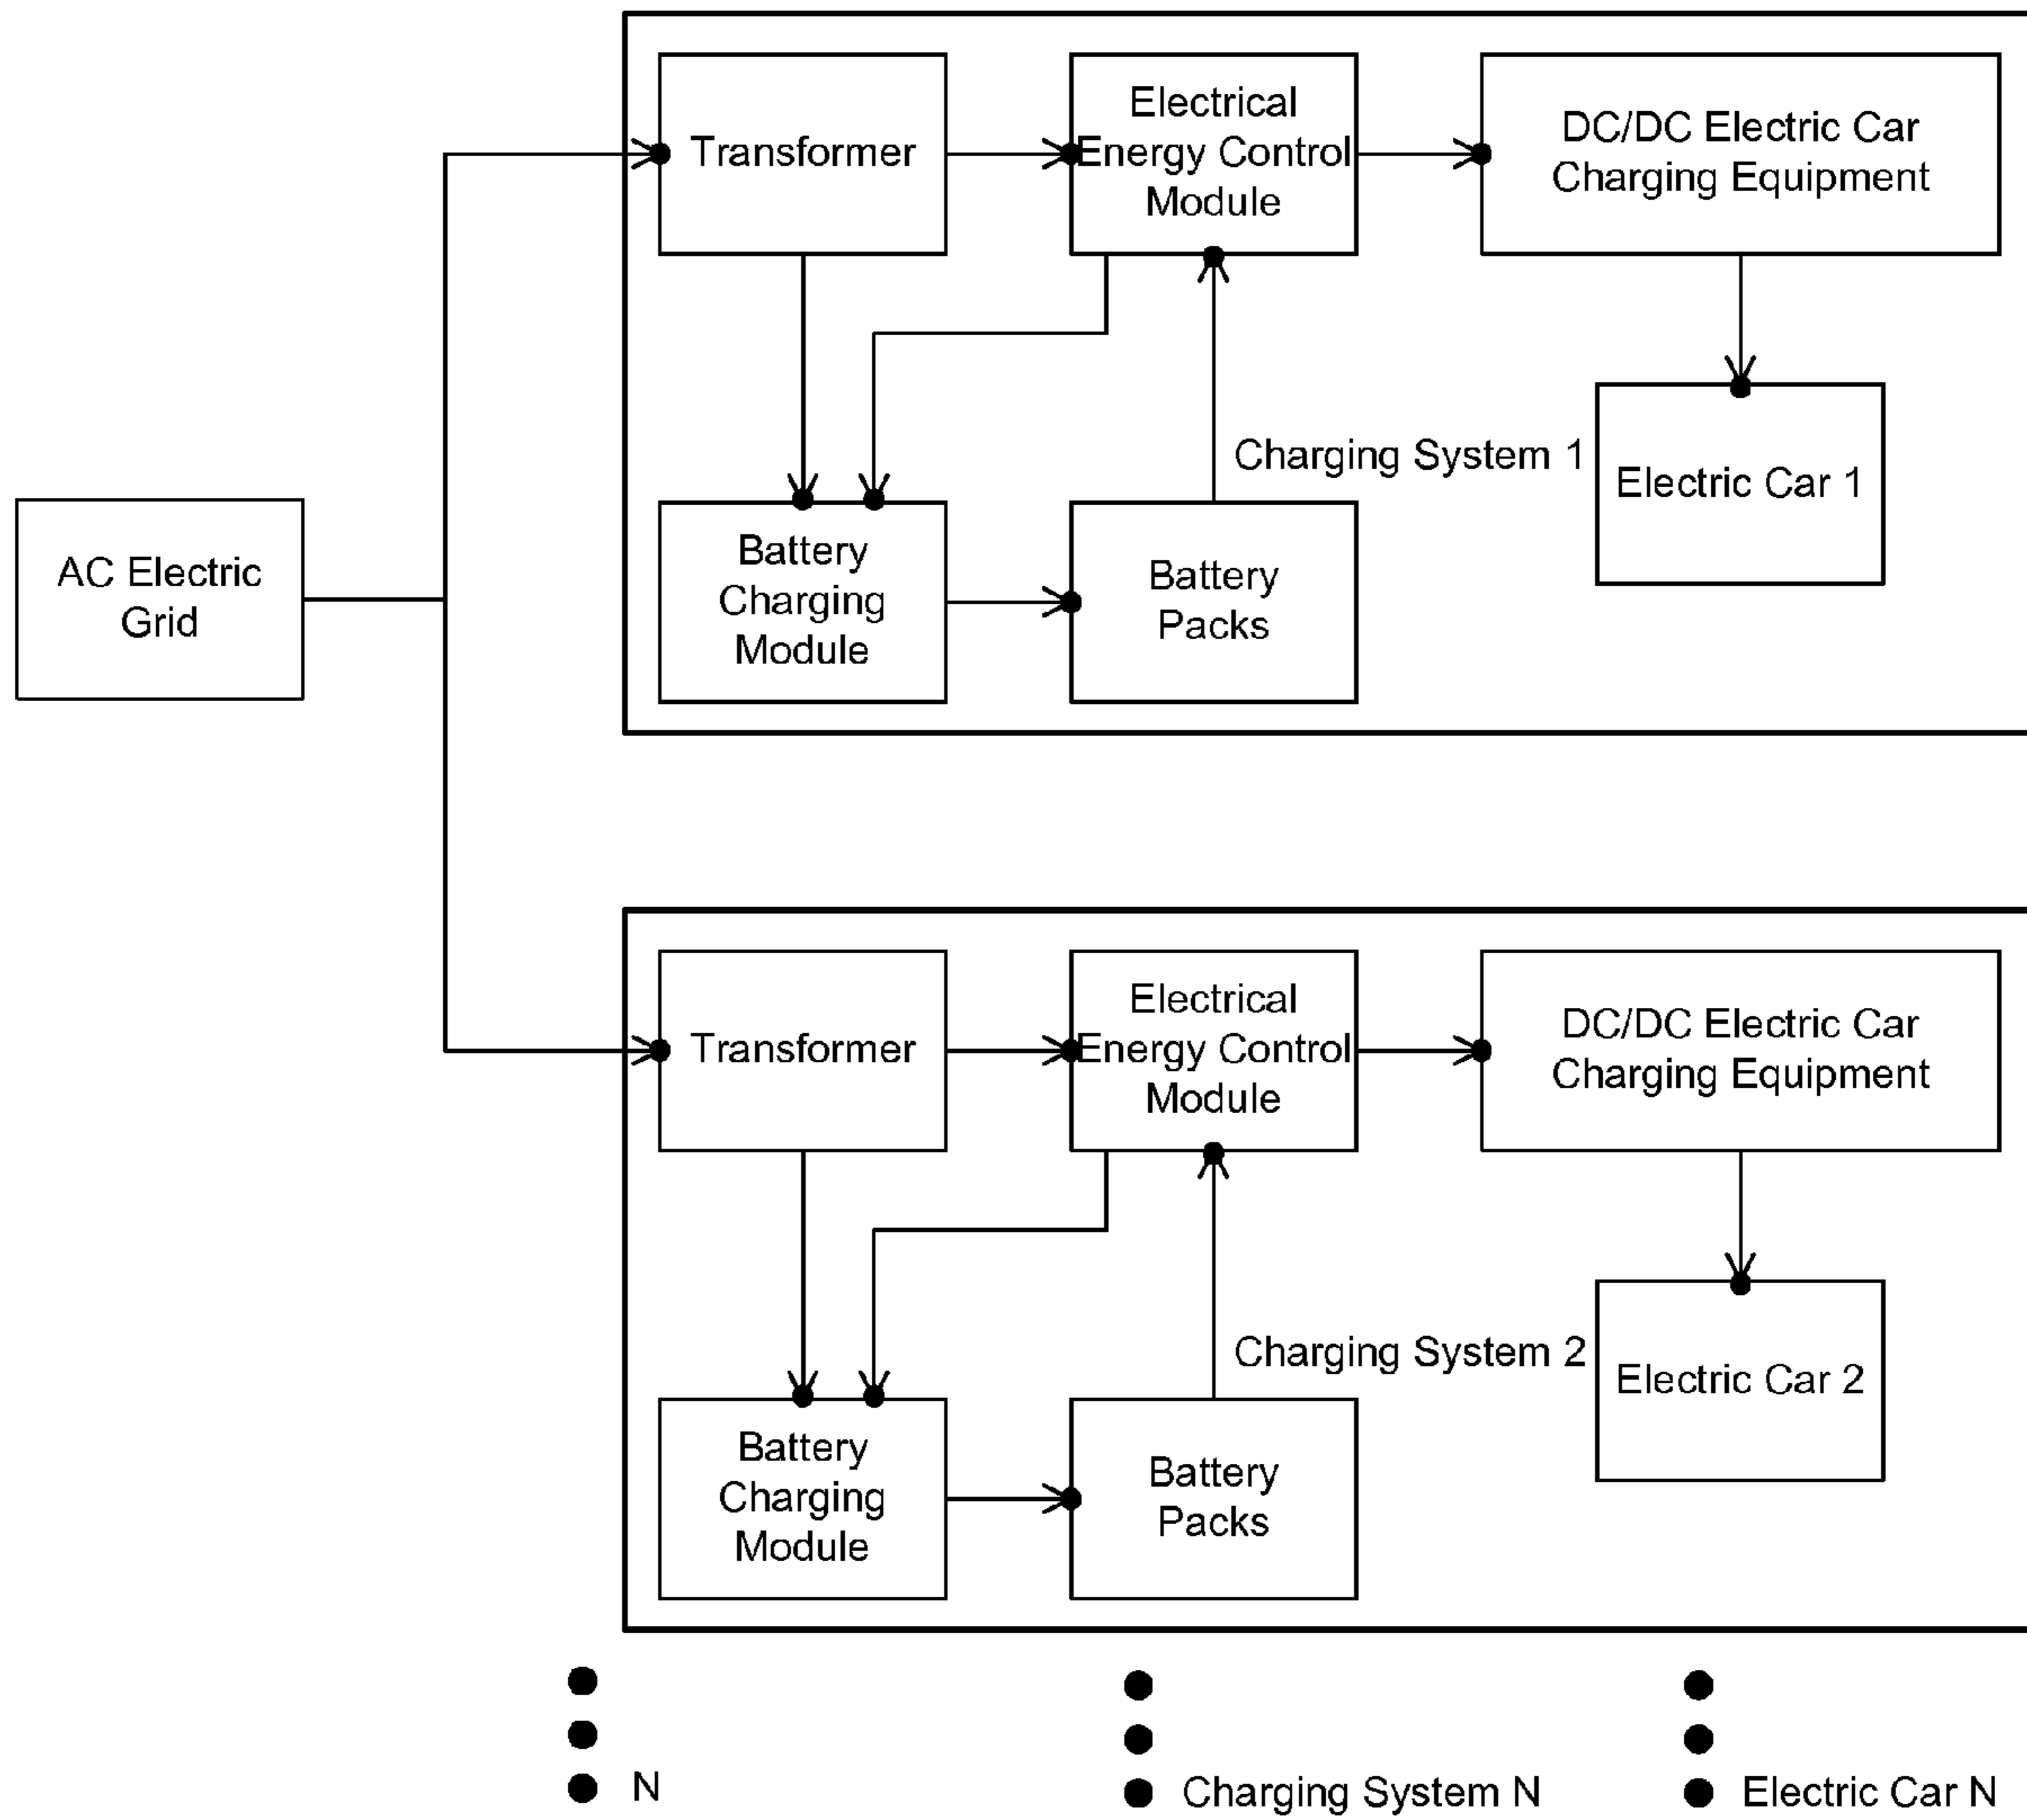 Transformer
Electrical
Energy Control
Module
DC/DC Electric Car
Charging Equipment
Charging System 1
Electric Car 1
AC Electric
Grid
Battery
Charging
Module
Battery
Packs
Transformer
Electrical
Energy Control
Module
DC/DC Electric Car
Charging Equipment
Charging System 2
Electric Car 2
Battery
Charging
Module
Battery
Packs
N
Charging System N
Electric Car N